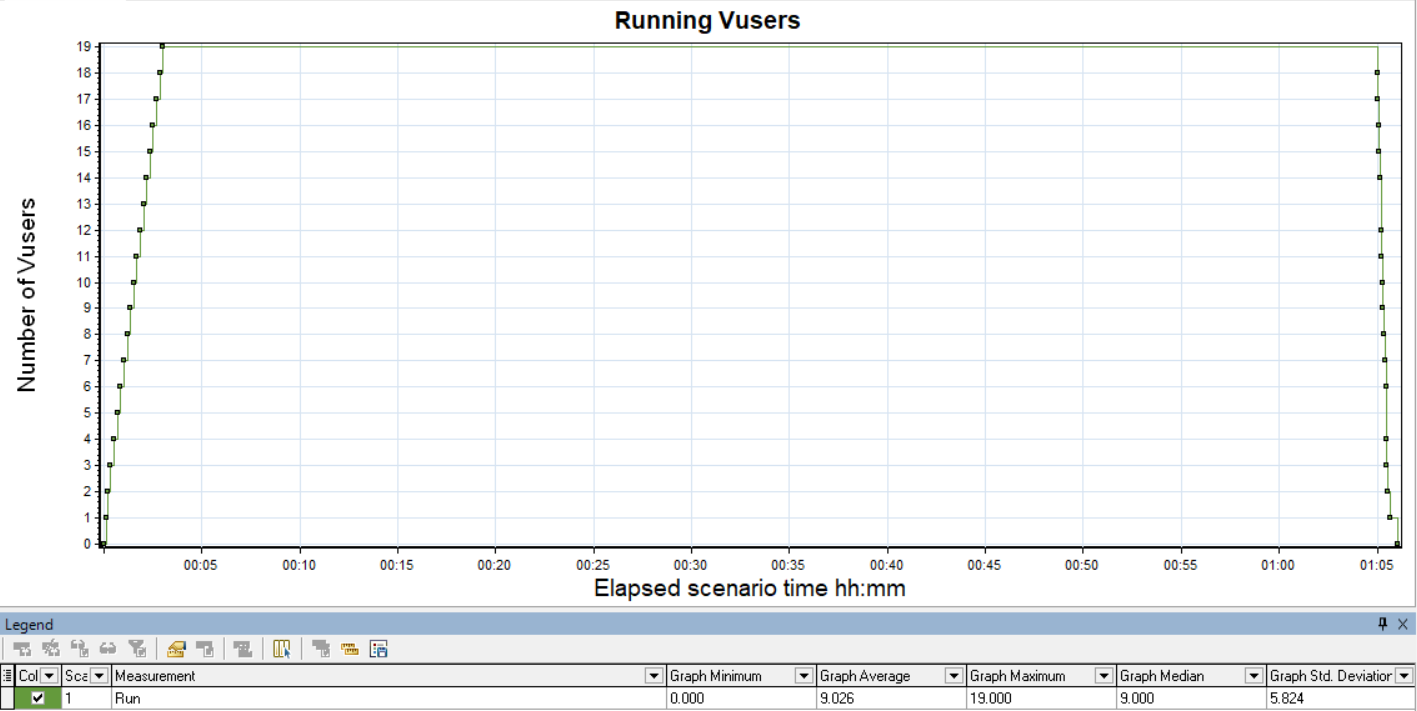 Running Vusers
19
18
17
16
15
14
13
12
11
10
9
8
7
6
5
4
3
2
1
0
Number of Vusers
00:05 00:10 00:15 00:20 00:25 00:30 00:35 00:40 00:45 00:50 00:55 01:00 01:05
Elapsed scenario time hh:mm
Legend
Col Sca Measurement Graph Minimum Graph Average Graph Maximum Graph Median Graph Std. Deviation
1 Run 0.000 9.026 19.000 9.000 5.824